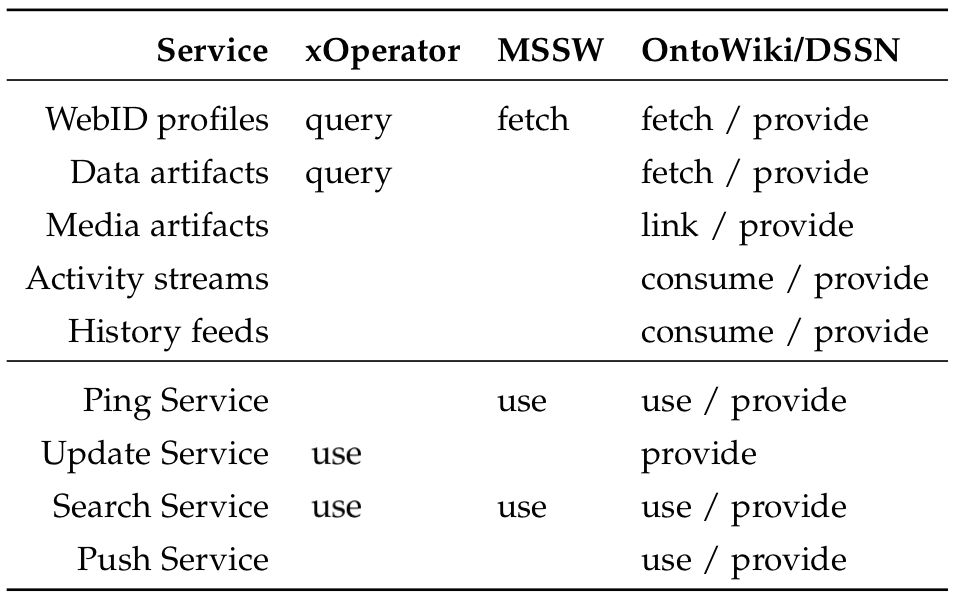 Service xOperator MSSW OntoWiki/DSSN
WebID profiles query fetch fetch / provide
Data artifacts query fetch / provide
Media artifacts link / provide
Activity streams consume / provide
History feeds consume / provide
Ping Service use use / provide
Update Service use provide
Search Service use use use / provide
Push Service use / provide